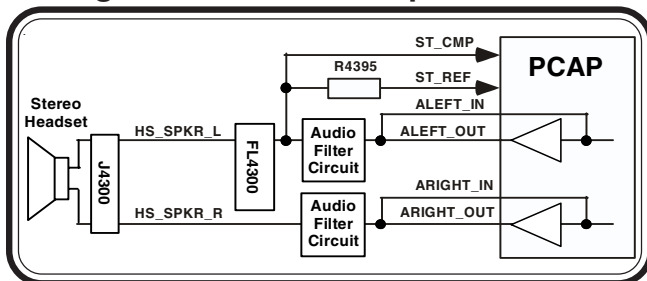 ST_CMP
R4395
ST_REF
PCAP
Stereo
Headset
ALEFT_IN
HS_SPKR_L
ALEFT_OUT
Audio
Filter
Circuit
FL4300
J4300
ARIGHT_IN
HS_SPKR_R
ARIGHT_OUT
Audio
Filter
Circuit